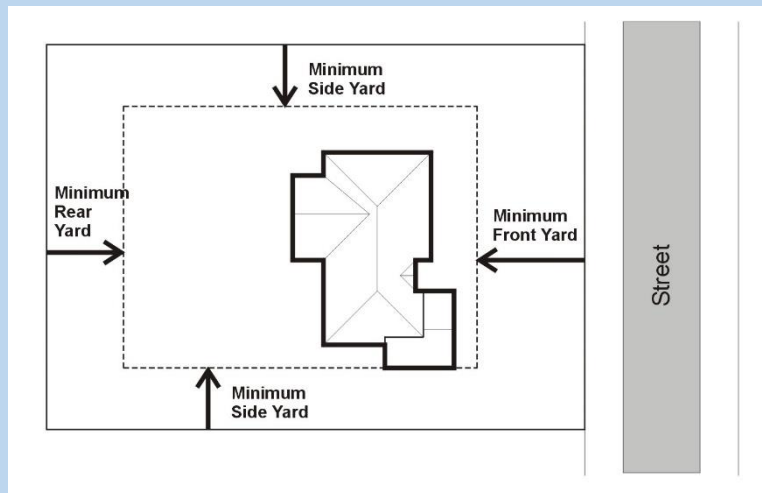 Minimum
Side Yard
Minimum
Rear
Yard
Minimum
Front Yard
Street
Minimum
Side Yard